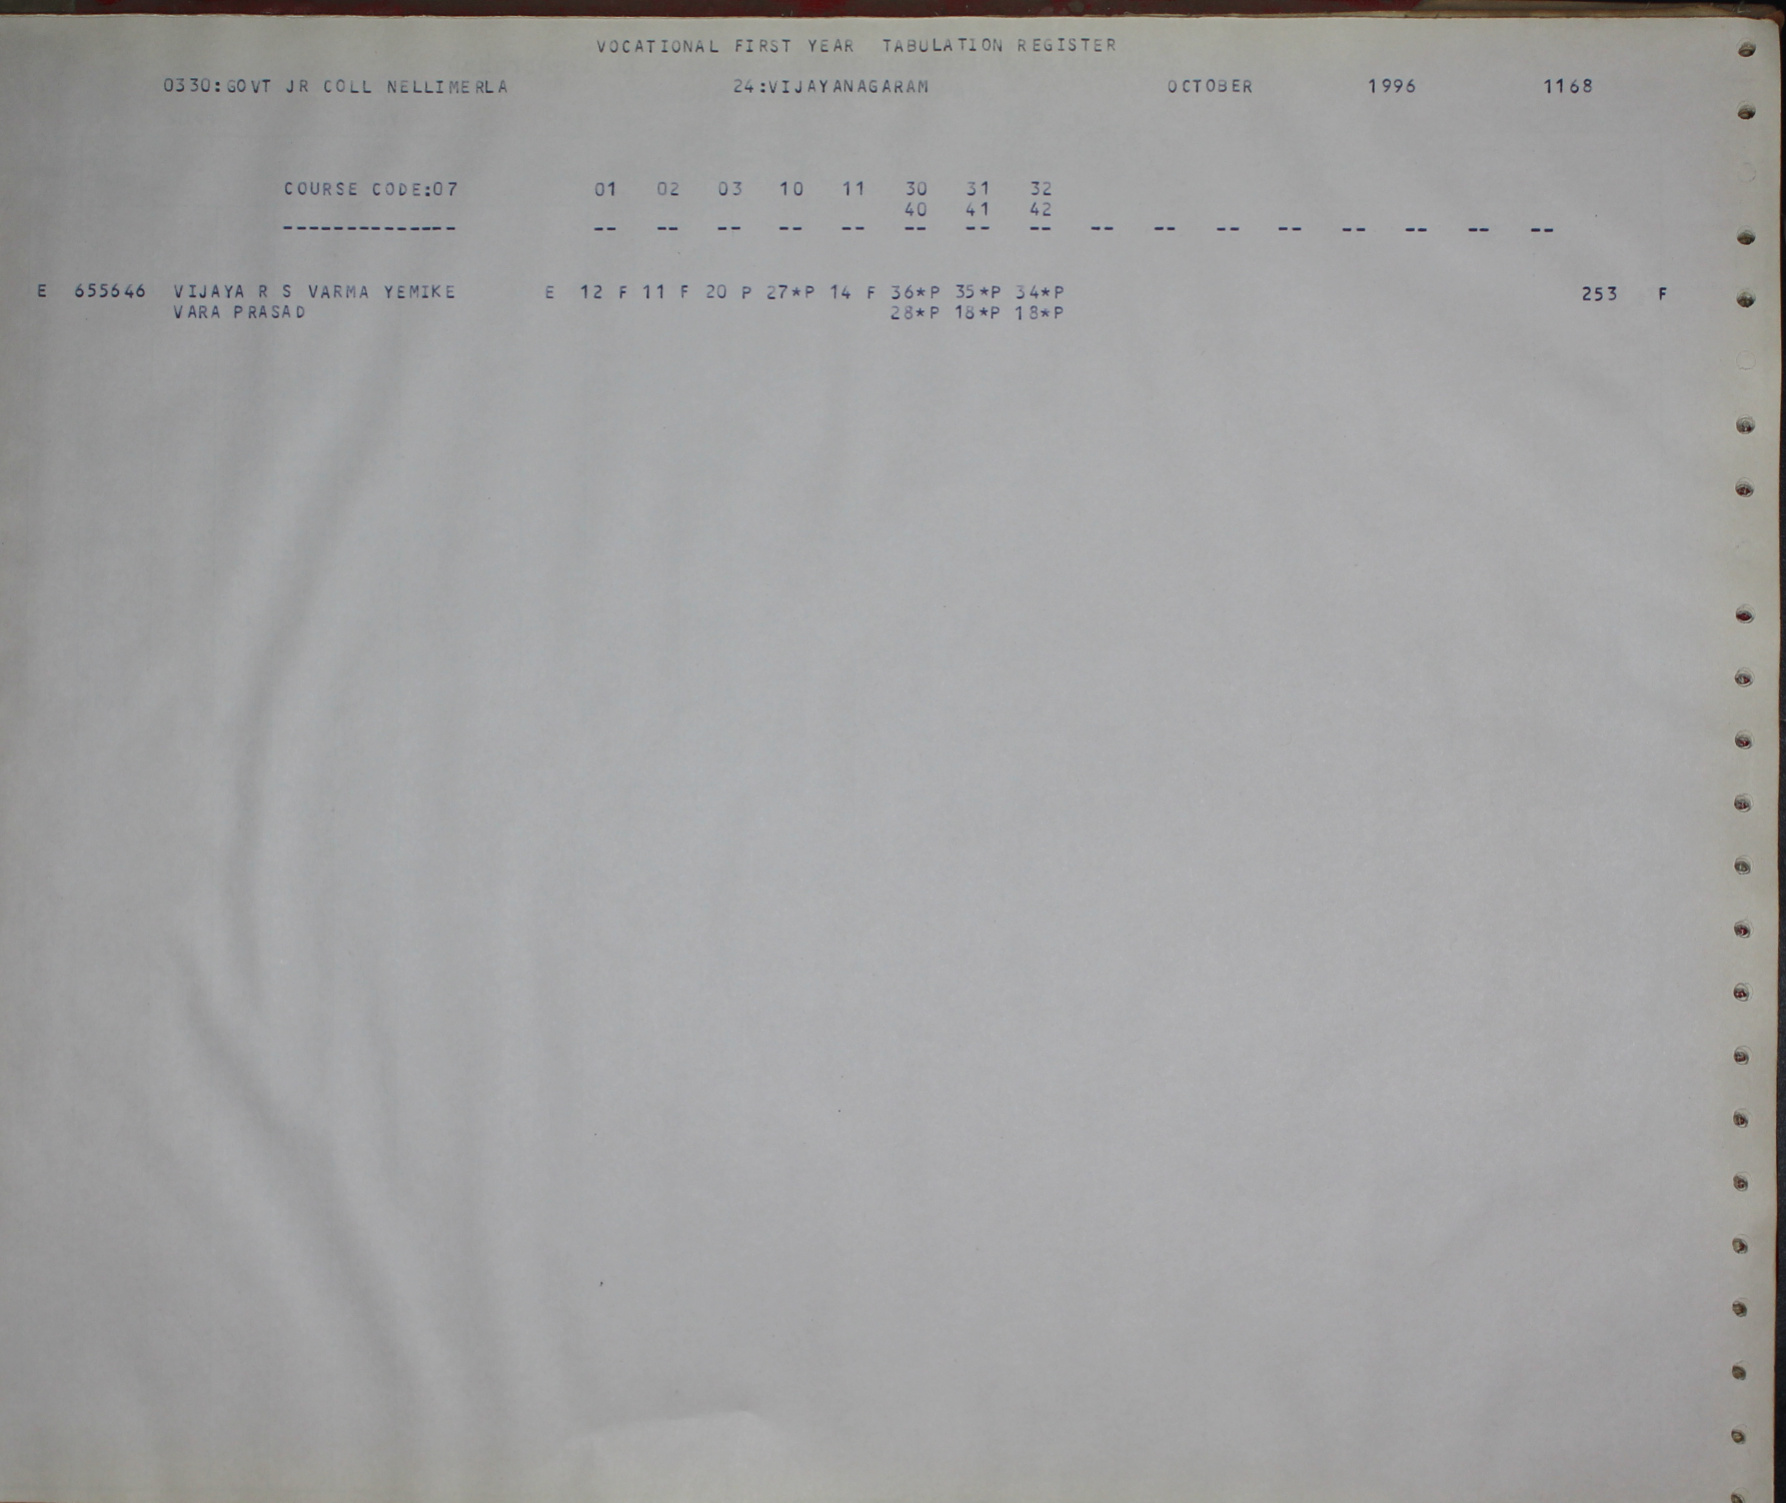 VOCATIONAL FIRST YEAR TABULATION REGISTER
0330:GOVT JR COLL NELLIMERLA 24:VIJAYANAGARAM OCTOBER 1996 1168
COURSE CODE:07 01 02 03 10 11 30 31 32
40 41 42
-------------- -- -- -- -- -- -- -- -- -- -- -- -- -- -- -- --
E 655646 VIJAYA R S VARMA YEMIKE E 12 F 11 F 20 P 27*P 14 F 36*P 35*P 34*P 253 F
VARA PRASAD 28*P 18*P 18*P